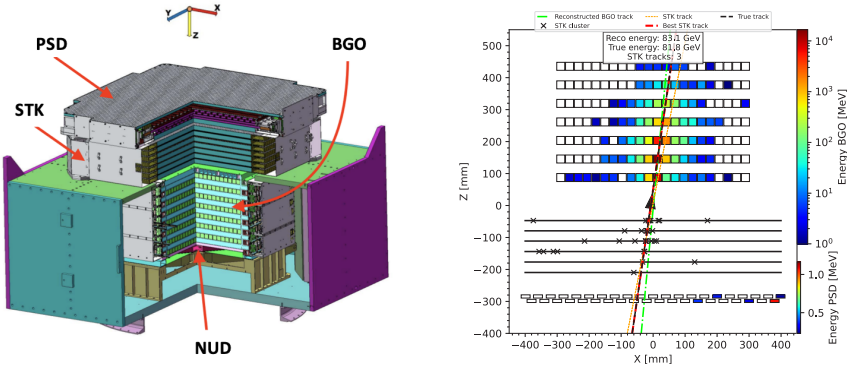 Y
X
Z
PSD
BGO
STK
NUD
Reconstructed BGO track
STK cluster
STK track
Best STK track
True track
Reco energy: 83.1 GeV
True energy: 81.8 GeV
STK tracks: 3
500
400
300
200
100
0
−100
−200
−300
−400
Z [mm]
−400 −300 −200 −100 0 100 200 300 400
X [mm]
10⁴
10³
10²
10¹
10⁰
Energy BGO [MeV]
1.0
0.5
Energy PSD [MeV]